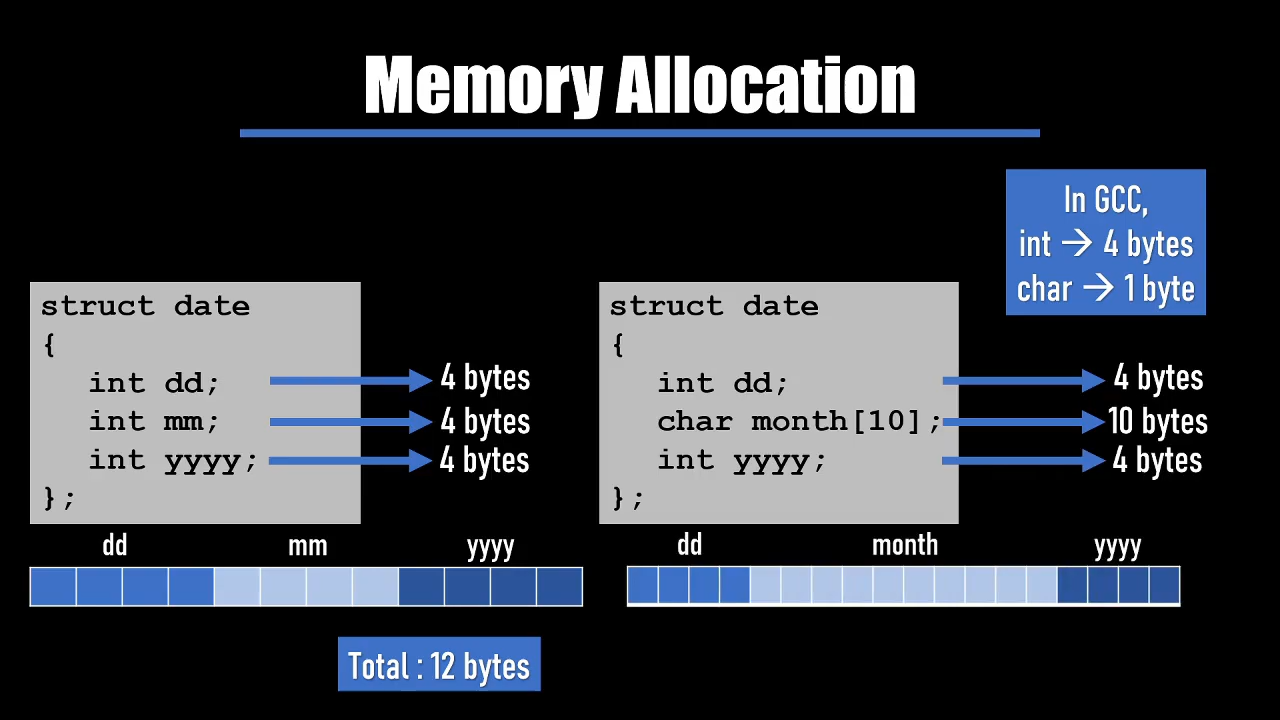 Memory Allocation
In GCC,
int → 4 bytes
char → 1 byte
struct date
{
int dd;
int mm;
int yyyy;
};
4 bytes
4 bytes
4 bytes
dd mm yyyy
Total : 12 bytes
struct date
{
int dd;
char month[10];
int yyyy;
};
4 bytes
10 bytes
4 bytes
dd month yyyy